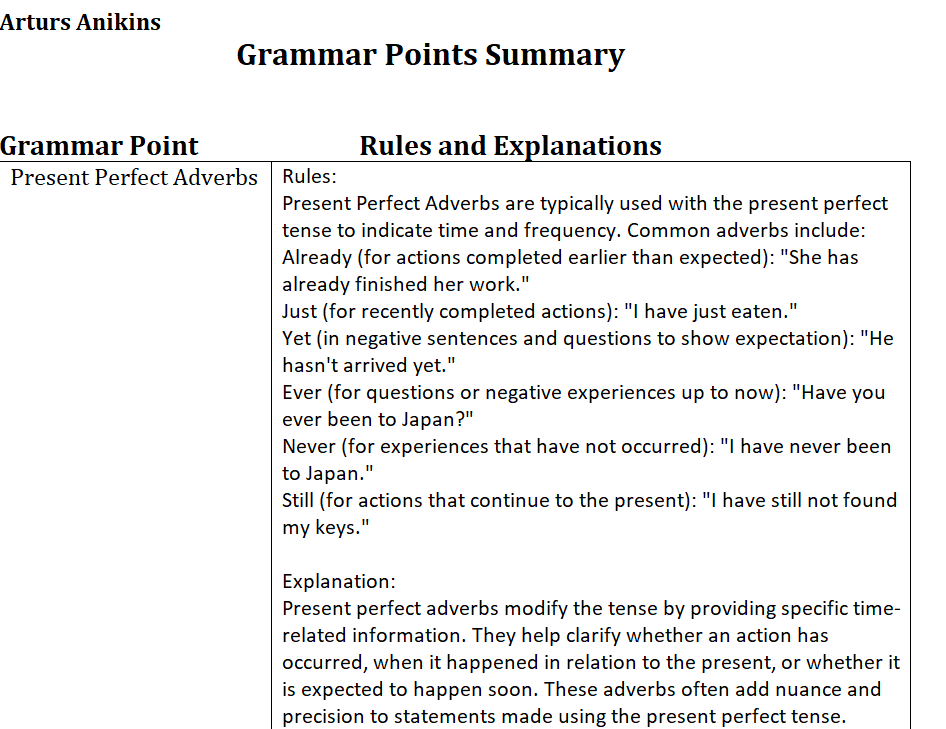 Arturs Anikins
Grammar Points Summary
Grammar Point
Rules and Explanations
Present Perfect Adverbs
Rules:
Present Perfect Adverbs are typically used with the present perfect
tense to indicate time and frequency. Common adverbs include:
Already (for actions completed earlier than expected): "She has
already finished her work."
Just (for recently completed actions): "I have just eaten."
Yet (in negative sentences and questions to show expectation): "He
hasn't arrived yet."
Ever (for questions or negative experiences up to now): "Have you
ever been to Japan?"
Never (for experiences that have not occurred): "I have never been
to Japan."
Still (for actions that continue to the present): "I have still not found
my keys."
Explanation:
Present perfect adverbs modify the tense by providing specific time-
related information. They help clarify whether an action has
occurred, when it happened in relation to the present, or whether it
is expected to happen soon. These adverbs often add nuance and
precision to statements made using the present perfect tense.